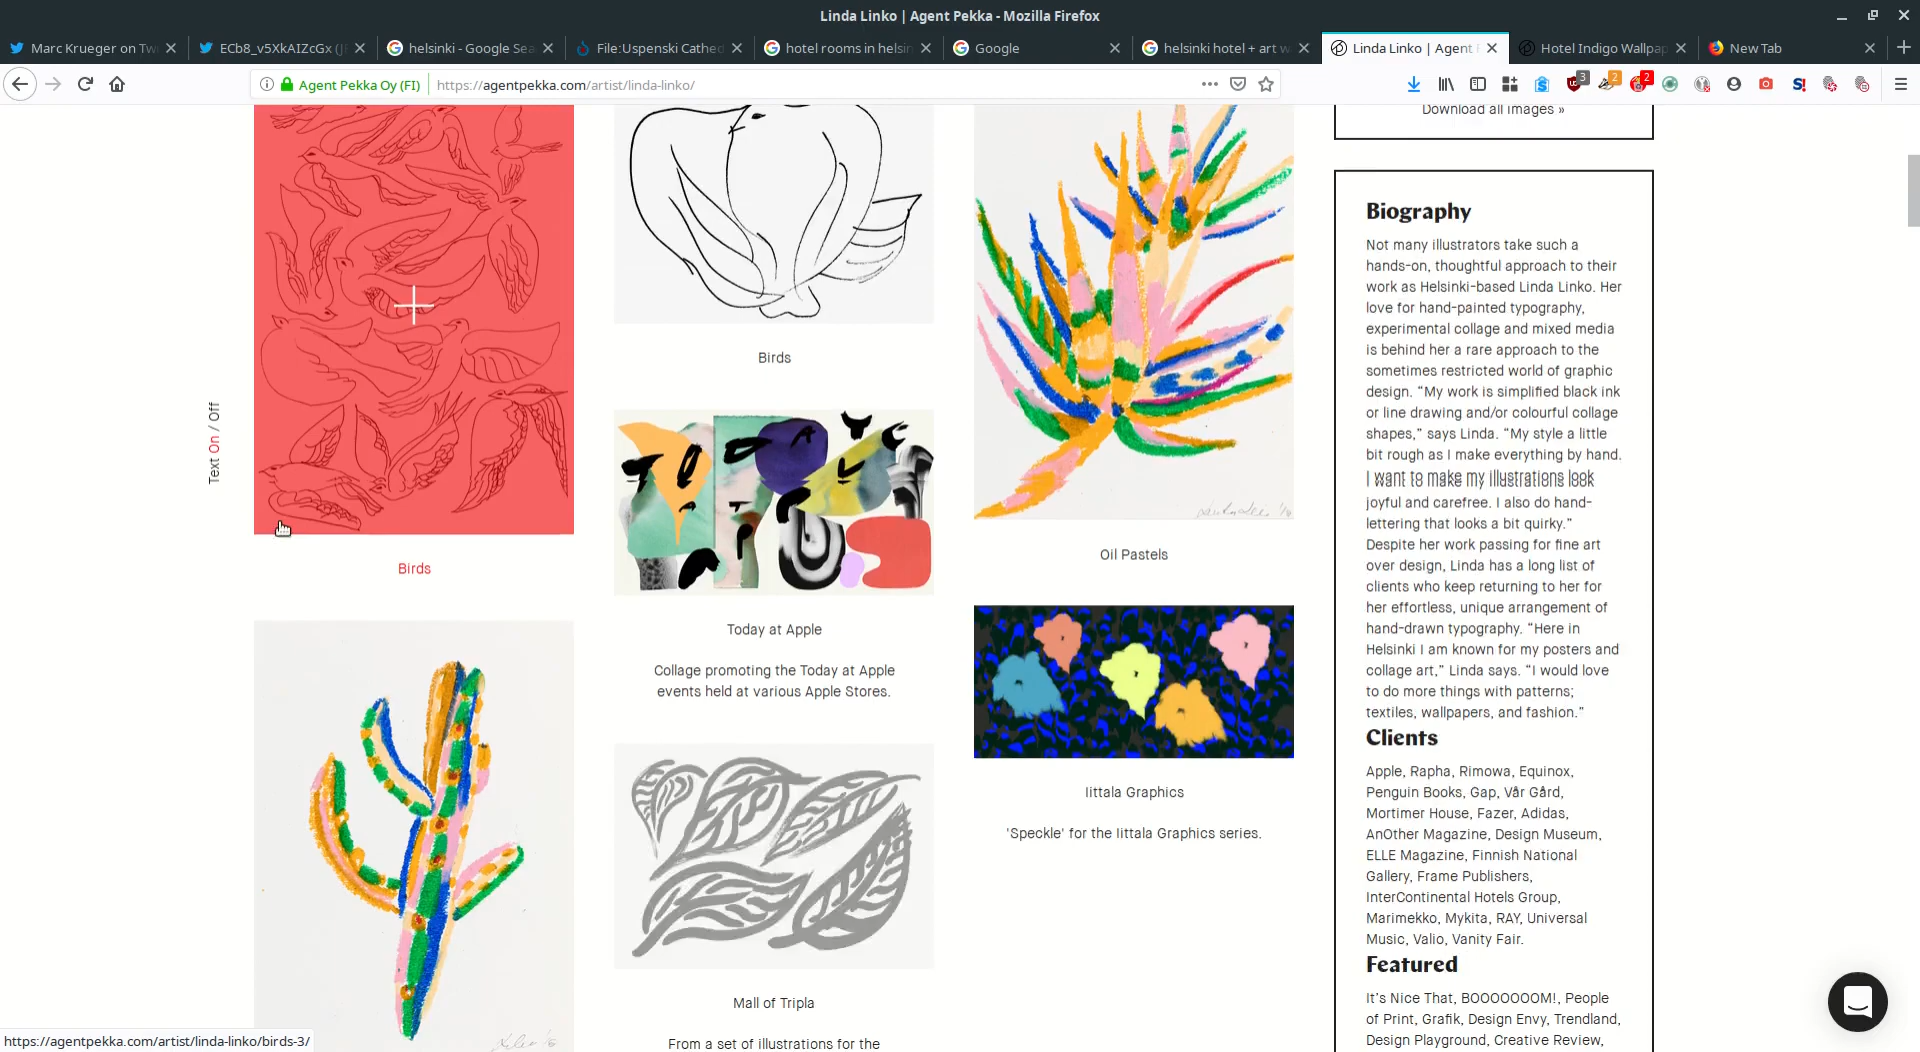 Linda Linko | Agent Pekka - Mozilla Firefox
Marc Krueger on Tw
ECb8_v5XkAIZcGx (J
helsinki - Google Sea
File:Uspenski Cathed
hotel rooms in helsin
Google
helsinki hotel + art w
Linda Linko | Agent P
Hotel Indigo Wallpap
New Tab
Agent Pekka Oy (FI)
https://agentpekka.com/artist/linda-linko/
3
2
2
S!
Download all images »
Text On / Off
Birds
Birds
Today at Apple
Collage promoting the Today at Apple
events held at various Apple Stores.
Mall of Tripla
From a set of illustrations for the
Oil Pastels
Iittala Graphics
'Speckle' for the Iittala Graphics series.
Biography
Not many illustrators take such a
hands-on, thoughtful approach to their
work as Helsinki-based Linda Linko. Her
love for hand-painted typography,
experimental collage and mixed media
is behind her a rare approach to the
sometimes restricted world of graphic
design. “My work is simplified black ink
or line drawing and/or colourful collage
shapes,” says Linda. “My style a little
bit rough as I make everything by hand.
I want to make my illustrations look
joyful and carefree. I also do hand-
lettering that looks a bit quirky.”
Despite her work passing for fine art
over design, Linda has a long list of
clients who keep returning to her for
her effortless, unique arrangement of
hand-drawn typography. “Here in
Helsinki I am known for my posters and
collage art,” Linda says. “I would love
to do more things with patterns;
textiles, wallpapers, and fashion.”
Clients
Apple, Rapha, Rimowa, Equinox,
Penguin Books, Gap, Vår Gård,
Mortimer House, Fazer, Adidas,
AnOther Magazine, Design Museum,
ELLE Magazine, Finnish National
Gallery, Frame Publishers,
InterContinental Hotels Group,
Marimekko, Mykita, RAY, Universal
Music, Valio, Vanity Fair.
Featured
It’s Nice That, BOOOOOOOM!, People
of Print, Grafik, Design Envy, Trendland,
Design Playground, Creative Review,
https://agentpekka.com/artist/linda-linko/birds-3/